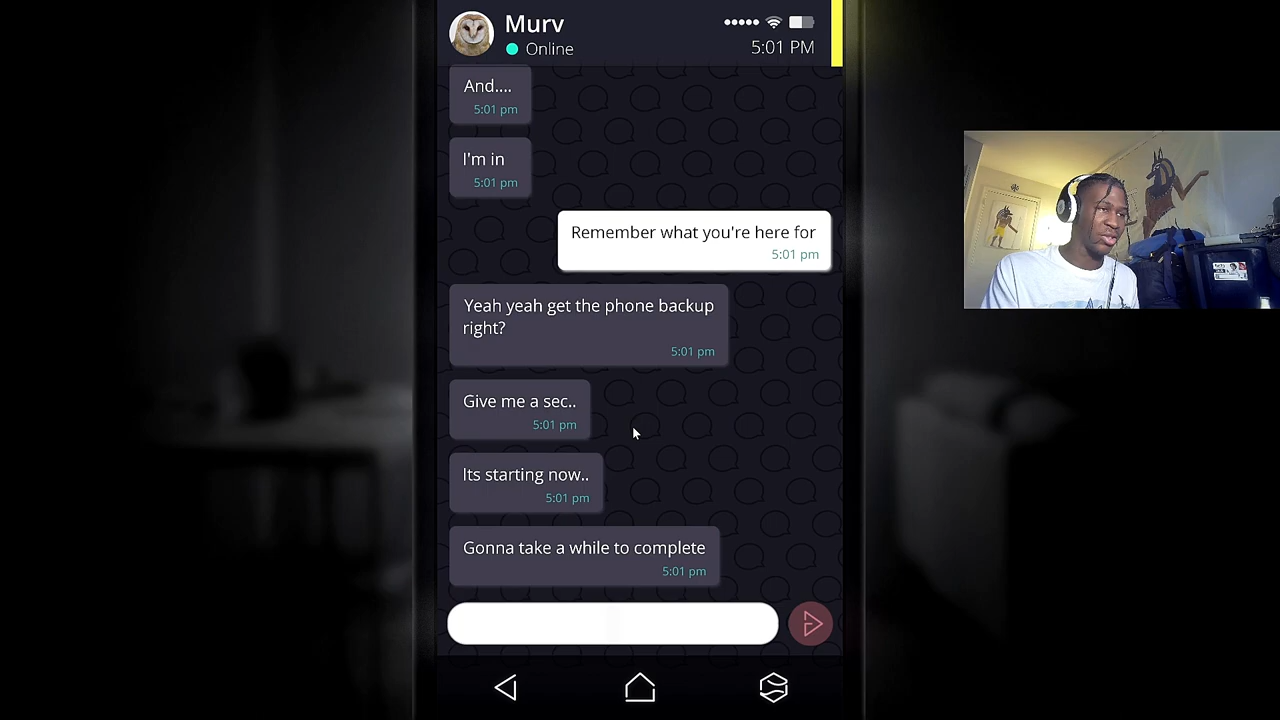 Murv
Online
5:01 PM
And....
5:01 pm
I'm in
5:01 pm
Remember what you're here for
5:01 pm
Yeah yeah get the phone backup
right?
5:01 pm
Give me a sec..
5:01 pm
Its starting now..
5:01 pm
Gonna take a while to complete
5:01 pm